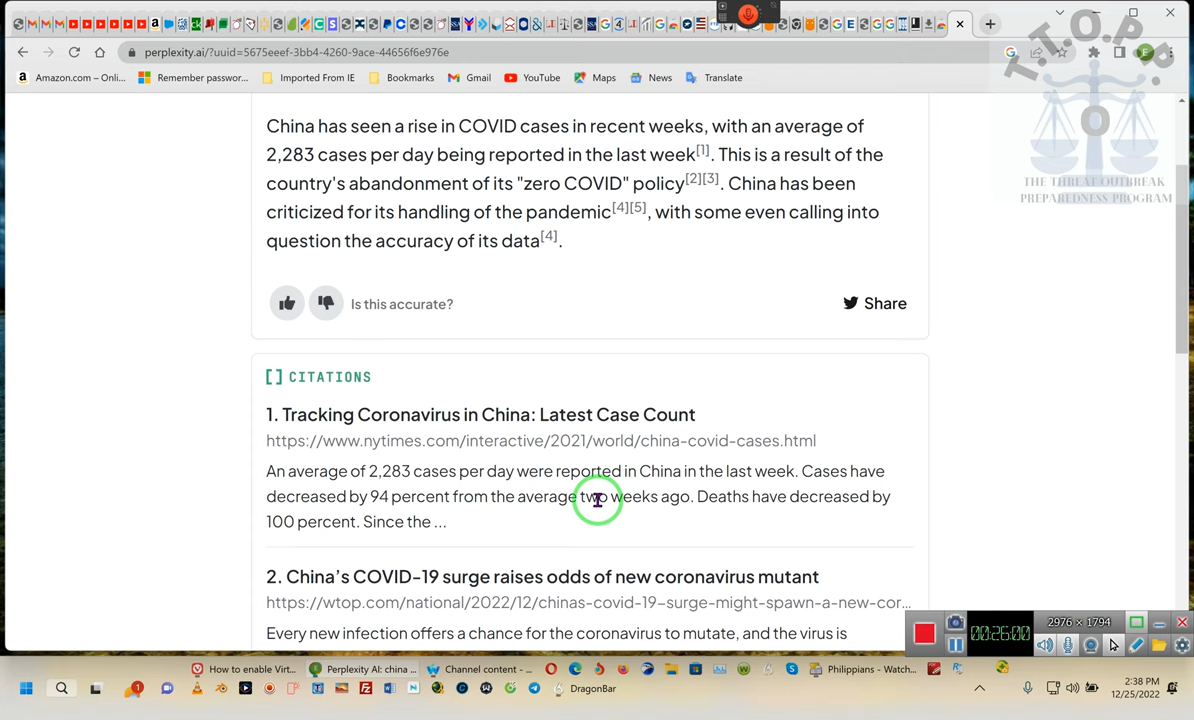 perplexity.ai/?uuid=5675eeef-3bb4-4260-9ace-44656f6e976e
Amazon.com – Onli...
Remember passwor...
Imported From IE
Bookmarks
Gmail
YouTube
Maps
News
Translate
T.T.O.P.P.
O
THE THREAT OUTBREAK
PREPAREDNESS PROGRAM
China has seen a rise in COVID cases in recent weeks, with an average of
2,283 cases per day being reported in the last week[1]. This is a result of the
country's abandonment of its "zero COVID" policy[2][3]. China has been
criticized for its handling of the pandemic[4][5], with some even calling into
question the accuracy of its data[4].
Is this accurate?
Share
[] CITATIONS
1. Tracking Coronavirus in China: Latest Case Count
https://www.nytimes.com/interactive/2021/world/china-covid-cases.html
An average of 2,283 cases per day were reported in China in the last week. Cases have
decreased by 94 percent from the average two weeks ago. Deaths have decreased by
100 percent. Since the ...
2. China's COVID-19 surge raises odds of new coronavirus mutant
https://wtop.com/national/2022/12/chinas-covid-19-surge-might-spawn-a-new-cor...
Every new infection offers a chance for the coronavirus to mutate, and the virus is
00:26:00
2976 x 1794
How to enable Virt...
Perplexity AI: china ...
Channel content - ...
Philippians - Watch...
DragonBar
2:38 PM
12/25/2022